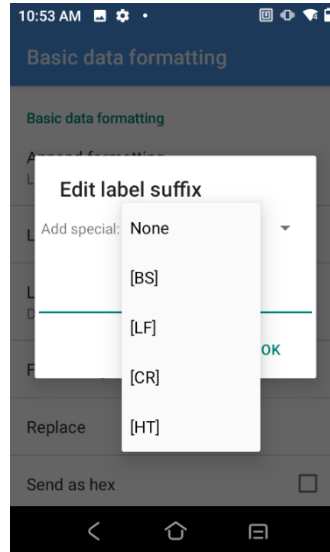 10:53 AM
Basic data formatting
Basic data formatting
Edit label suffix
Add special:
None
[BS]
[LF]
[CR]
[HT]
OK
Replace
Send as hex